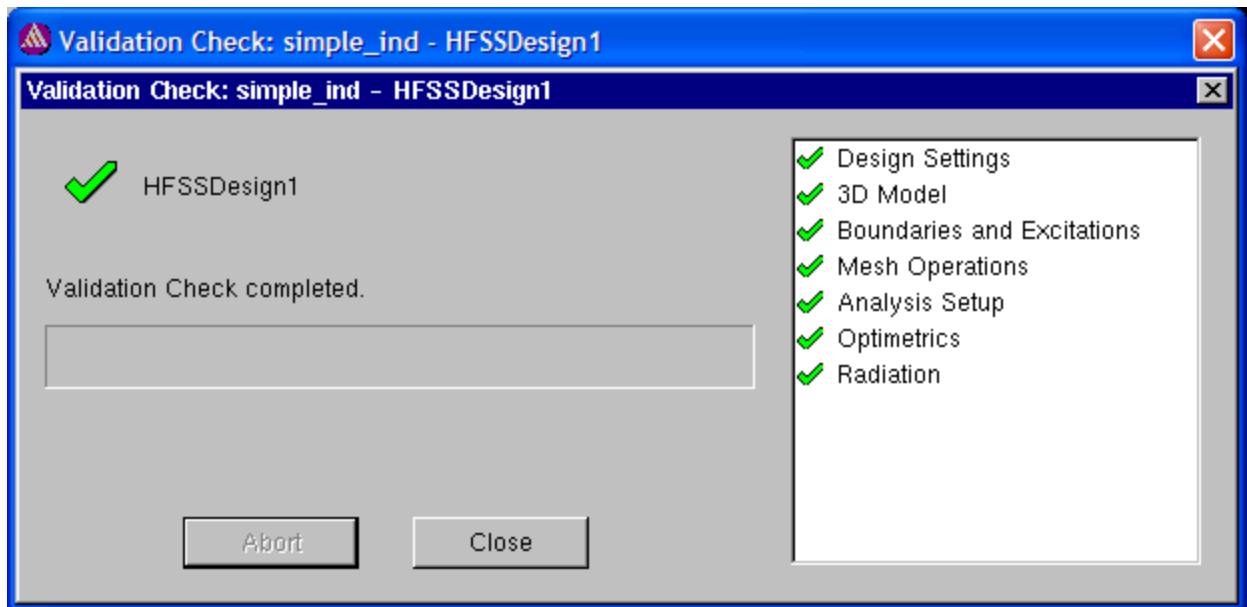 Validation Check: simple_ind - HFSSDesign1
Validation Check: simple_ind - HFSSDesign1
HFSSDesign1
Validation Check completed.
Abort
Close
Design Settings
3D Model
Boundaries and Excitations
Mesh Operations
Analysis Setup
Optimetrics
Radiation